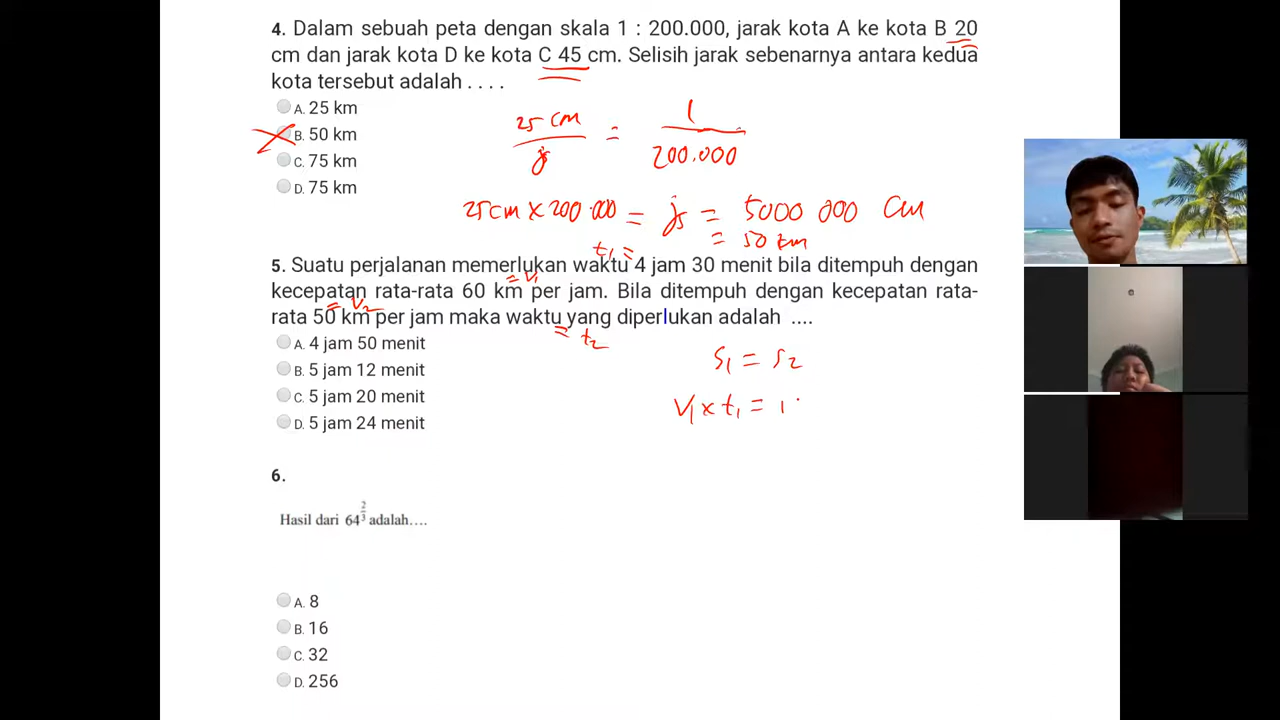 4. Dalam sebuah peta dengan skala 1 : 200.000, jarak kota A ke kota B 20
cm dan jarak kota D ke kota C 45 cm. Selisih jarak sebenarnya antara kedua
kota tersebut adalah . . . .
A. 25 km
B. 50 km
C. 75 km
D. 75 km
25 cm / js = 1 / 200.000
25cm x 200.000 = js = 5000 000 cm
= 50 km
t1 =
5. Suatu perjalanan memerlukan waktu 4 jam 30 menit bila ditempuh dengan
= v1
kecepatan rata-rata 60 km per jam. Bila ditempuh dengan kecepatan rata-
= v2
rata 50 km per jam maka waktu yang diperlukan adalah ....
= t2
A. 4 jam 50 menit
B. 5 jam 12 menit
C. 5 jam 20 menit
D. 5 jam 24 menit
s1 = s2
v1 x t1 =
6.
Hasil dari 64^(2/3) adalah....
A. 8
B. 16
C. 32
D. 256